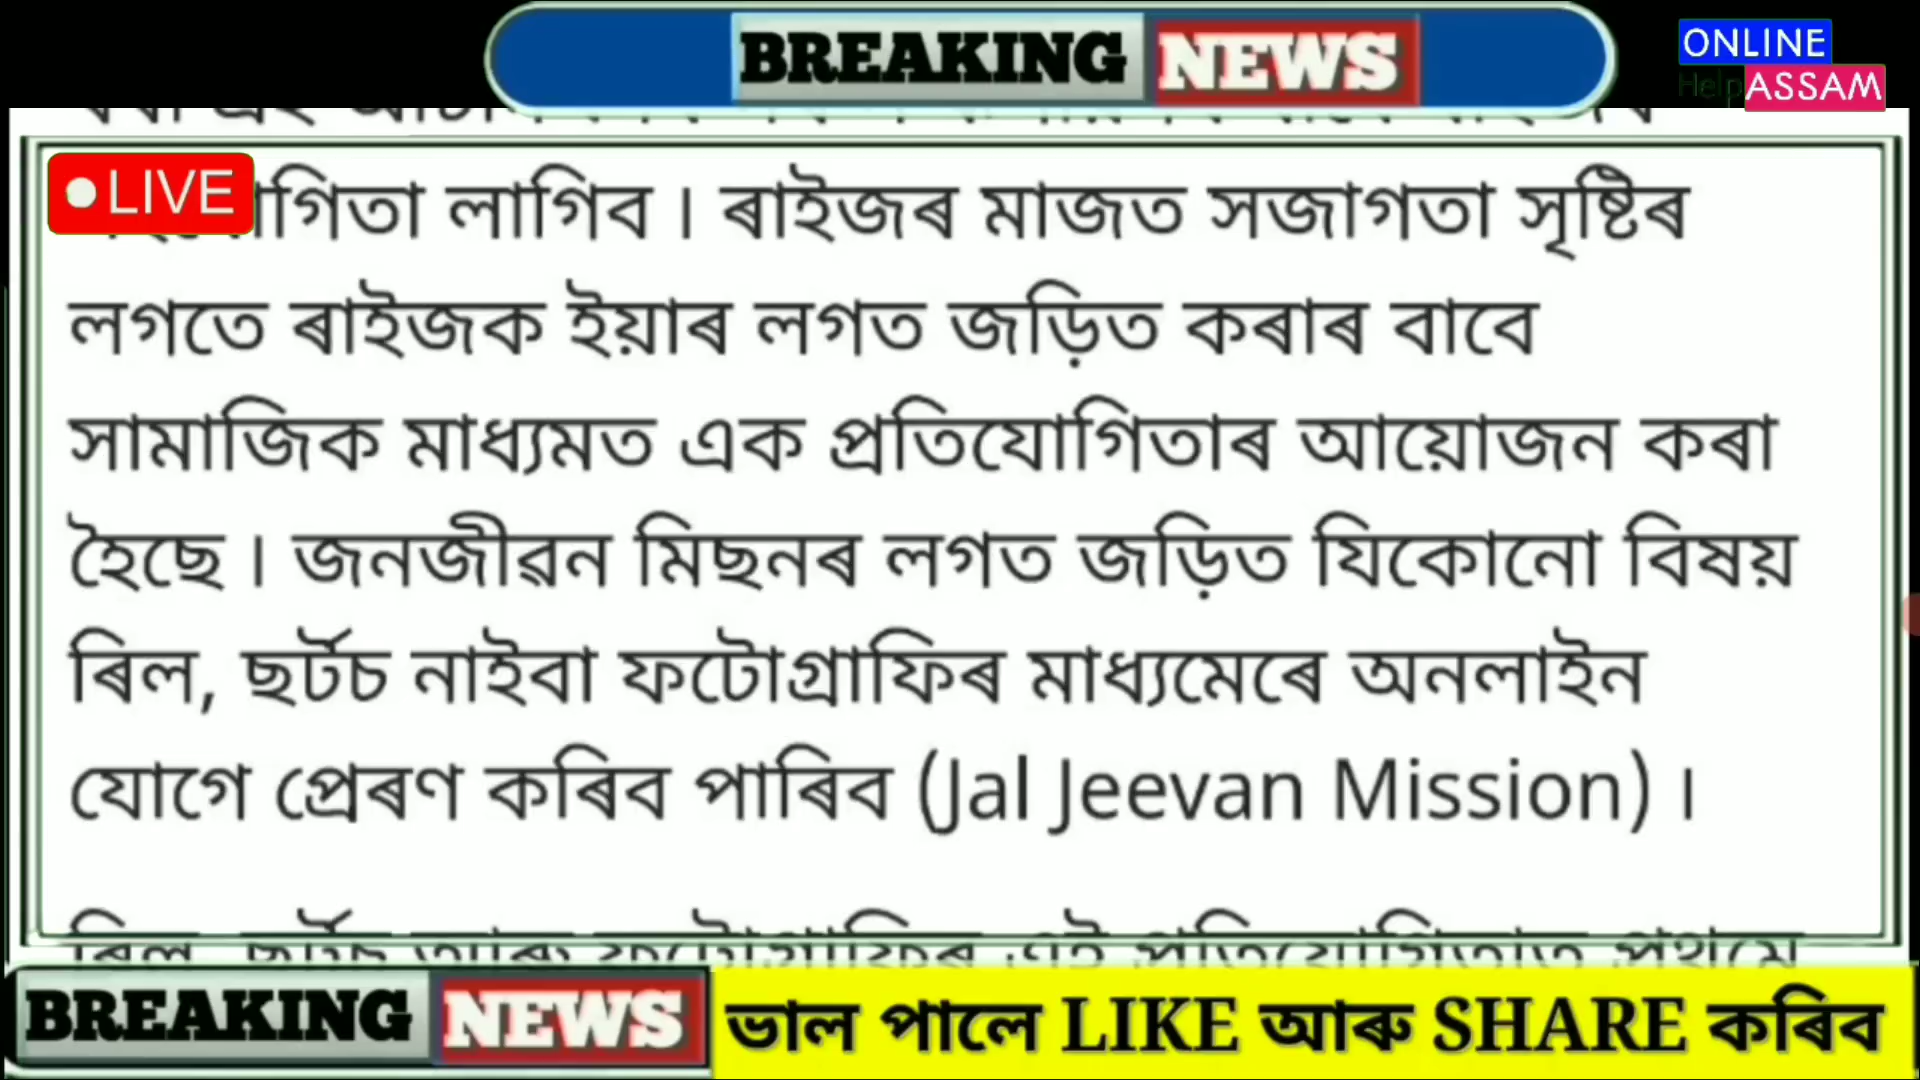 BREAKING NEWS
ONLINE
Help ASSAM
LIVE
লাগিব । ৰাইজৰ মাজত সজাগতা সৃষ্টিৰ
লগতে ৰাইজক ইয়াৰ লগত জড়িত কৰাৰ বাবে
সামাজিক মাধ্যমত এক প্ৰতিযোগিতাৰ আয়োজন কৰা
হৈছে । জনজীৱন মিছনৰ লগত জড়িত যিকোনো বিষয়
ৰিল, ছৰ্টচ নাইবা ফটোগ্ৰাফিৰ মাধ্যমেৰে অনলাইন
যোগে প্ৰেৰণ কৰিব পাৰিব (Jal Jeevan Mission) ।
BREAKING NEWS ভাল পালে LIKE আৰু SHARE কৰিব